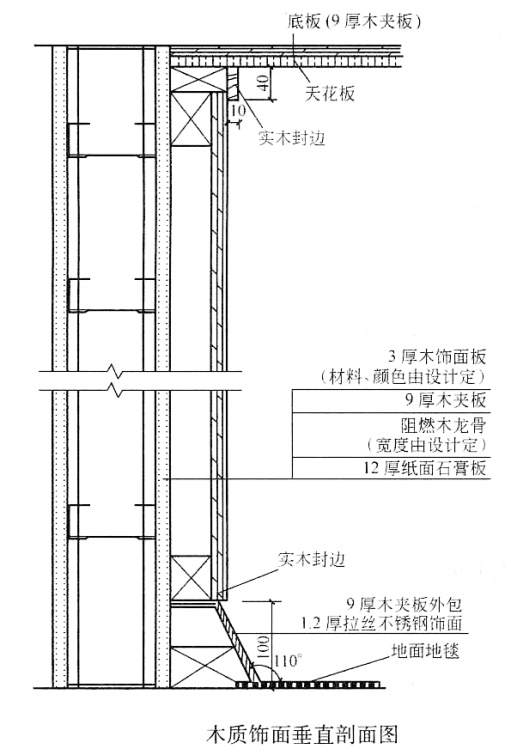 底板(9厚木夹板)
天花板
40
10
实木封边
3厚木饰面板
(材料、颜色由设计定)
9厚木夹板
阻燃木龙骨
(宽度由设计定)
12厚纸面石膏板
实木封边
9厚木夹板外包
1.2厚拉丝不锈钢饰面
地面地毯
100
110°
木质饰面垂直剖面图